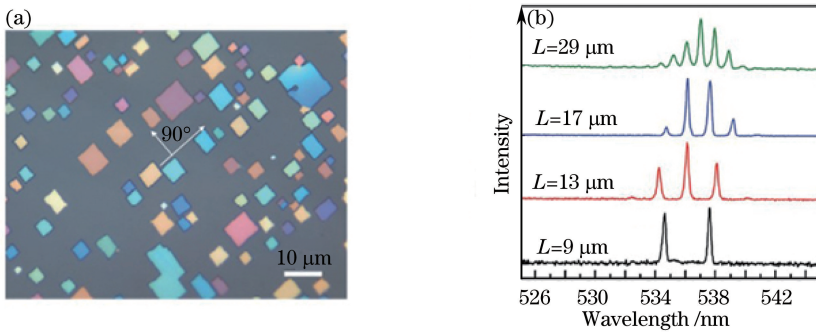 (a)
90°
10 μm
(b)
Intensity
L=29 μm
L=17 μm
L=13 μm
L=9 μm
526 530 534 538 542
Wavelength /nm